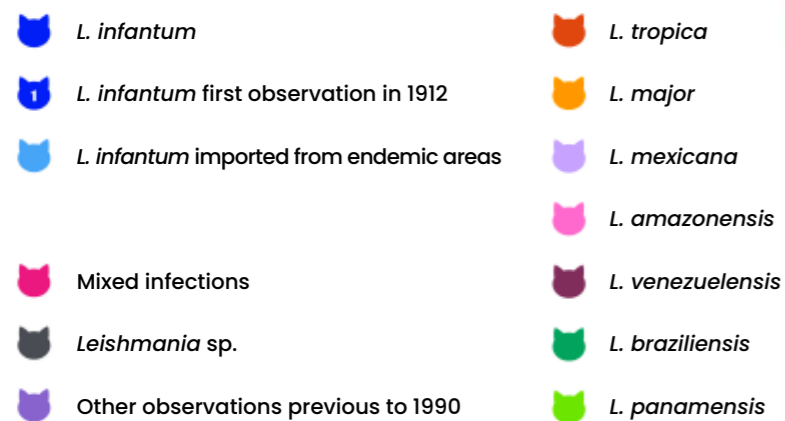 L. infantum
1
L. infantum first observation in 1912
L. infantum imported from endemic areas
Mixed infections
Leishmania sp.
Other observations previous to 1990
L. tropica
L. major
L. mexicana
L. amazonensis
L. venezuelensis
L. braziliensis
L. panamensis